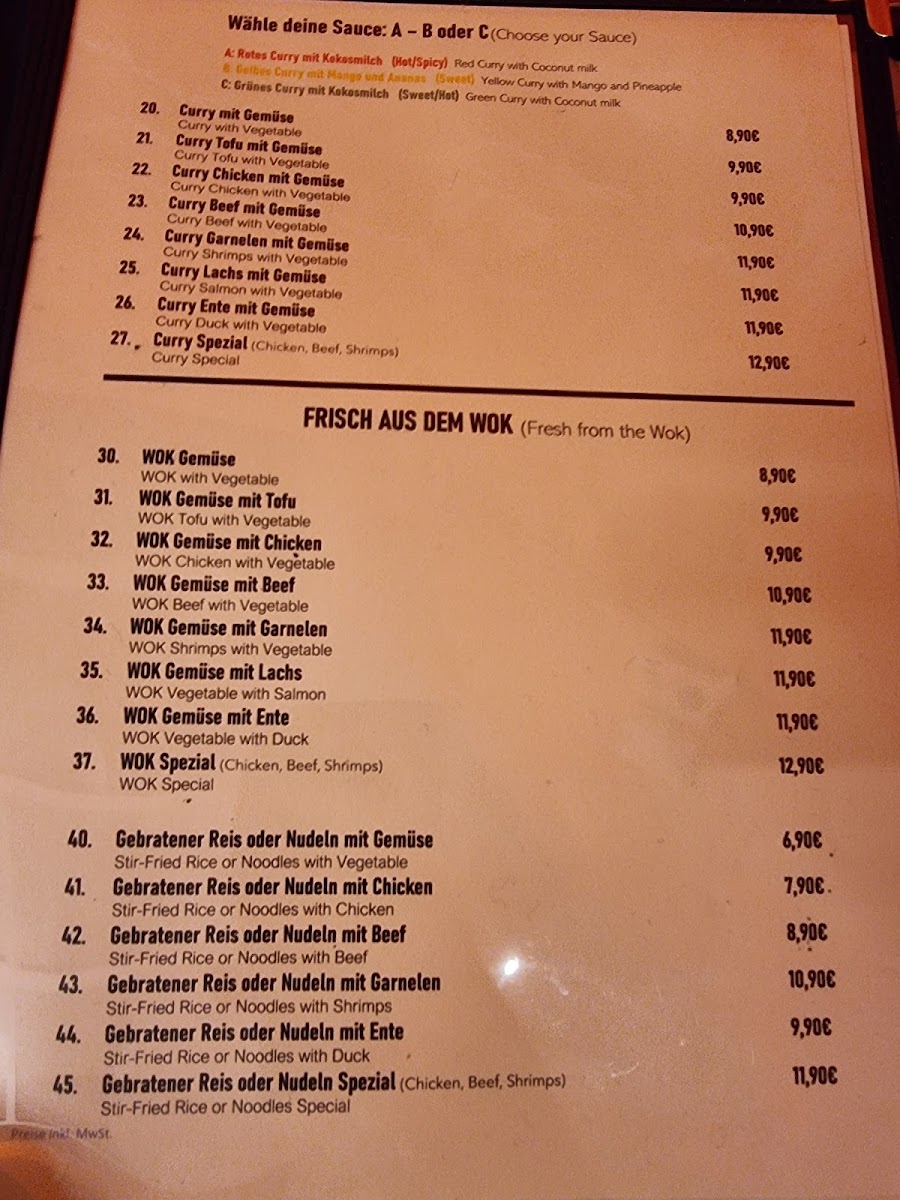 Wähle deine Sauce: A – B oder C (Choose your Sauce)
A: Rotes Curry mit Kokosmilch (Hot/Spicy) Red Curry with Coconut milk
B: Gelbes Curry mit Mango und Ananas (Sweet) Yellow Curry with Mango and Pineapple
C: Grünes Curry mit Kokosmilch (Sweet/Hot) Green Curry with Coconut milk
20. Curry mit Gemüse 8,90€
Curry with Vegetable
21. Curry Tofu mit Gemüse 9,90€
Curry Tofu with Vegetable
22. Curry Chicken mit Gemüse 9,90€
Curry Chicken with Vegetable
23. Curry Beef mit Gemüse 10,90€
Curry Beef with Vegetable
24. Curry Garnelen mit Gemüse 11,90€
Curry Shrimps with Vegetable
25. Curry Lachs mit Gemüse 11,90€
Curry Salmon with Vegetable
26. Curry Ente mit Gemüse 11,90€
Curry Duck with Vegetable
27. Curry Spezial (Chicken, Beef, Shrimps) 12,90€
Curry Special
FRISCH AUS DEM WOK (Fresh from the Wok)
30. WOK Gemüse 8,90€
WOK with Vegetable
31. WOK Gemüse mit Tofu 9,90€
WOK Tofu with Vegetable
32. WOK Gemüse mit Chicken 9,90€
WOK Chicken with Vegetable
33. WOK Gemüse mit Beef 10,90€
WOK Beef with Vegetable
34. WOK Gemüse mit Garnelen 11,90€
WOK Shrimps with Vegetable
35. WOK Gemüse mit Lachs 11,90€
WOK Vegetable with Salmon
36. WOK Gemüse mit Ente 11,90€
WOK Vegetable with Duck
37. WOK Spezial (Chicken, Beef, Shrimps) 12,90€
WOK Special
40. Gebratener Reis oder Nudeln mit Gemüse 6,90€
Stir-Fried Rice or Noodles with Vegetable
41. Gebratener Reis oder Nudeln mit Chicken 7,90€
Stir-Fried Rice or Noodles with Chicken
42. Gebratener Reis oder Nudeln mit Beef 8,90€
Stir-Fried Rice or Noodles with Beef
43. Gebratener Reis oder Nudeln mit Garnelen 10,90€
Stir-Fried Rice or Noodles with Shrimps
44. Gebratener Reis oder Nudeln mit Ente 9,90€
Stir-Fried Rice or Noodles with Duck
45. Gebratener Reis oder Nudeln Spezial (Chicken, Beef, Shrimps) 11,90€
Stir-Fried Rice or Noodles Special
Preise inkl. MwSt.